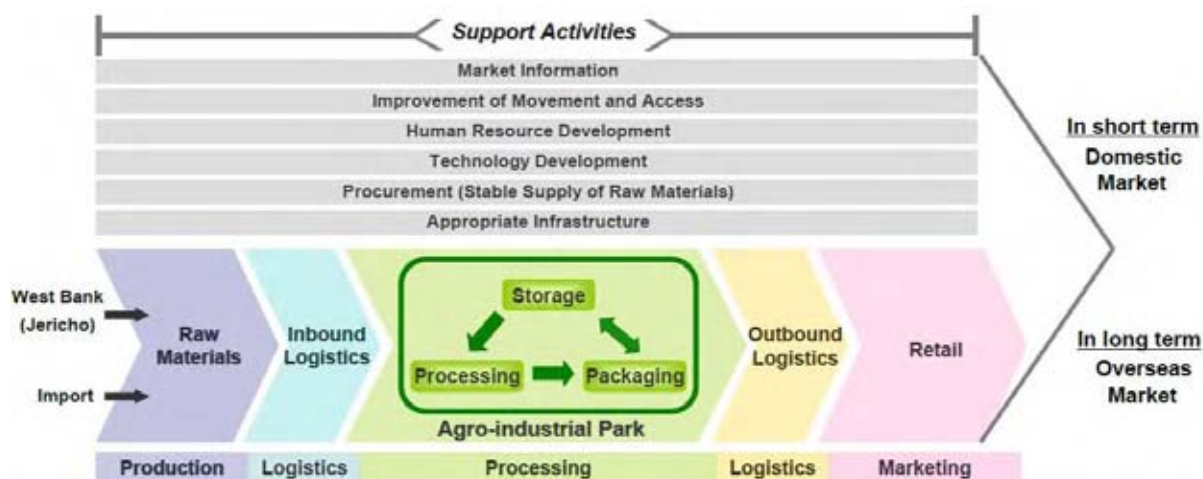 Support Activities
Market Information
Improvement of Movement and Access
Human Resource Development
Technology Development
Procurement (Stable Supply of Raw Materials)
Appropriate Infrastructure
In short term
Domestic
Market
In long term
Overseas
Market
West Bank
(Jericho)
Import
Raw
Materials
Inbound
Logistics
Storage
Processing
Packaging
Agro-industrial Park
Outbound
Logistics
Retail
Production
Logistics
Processing
Logistics
Marketing